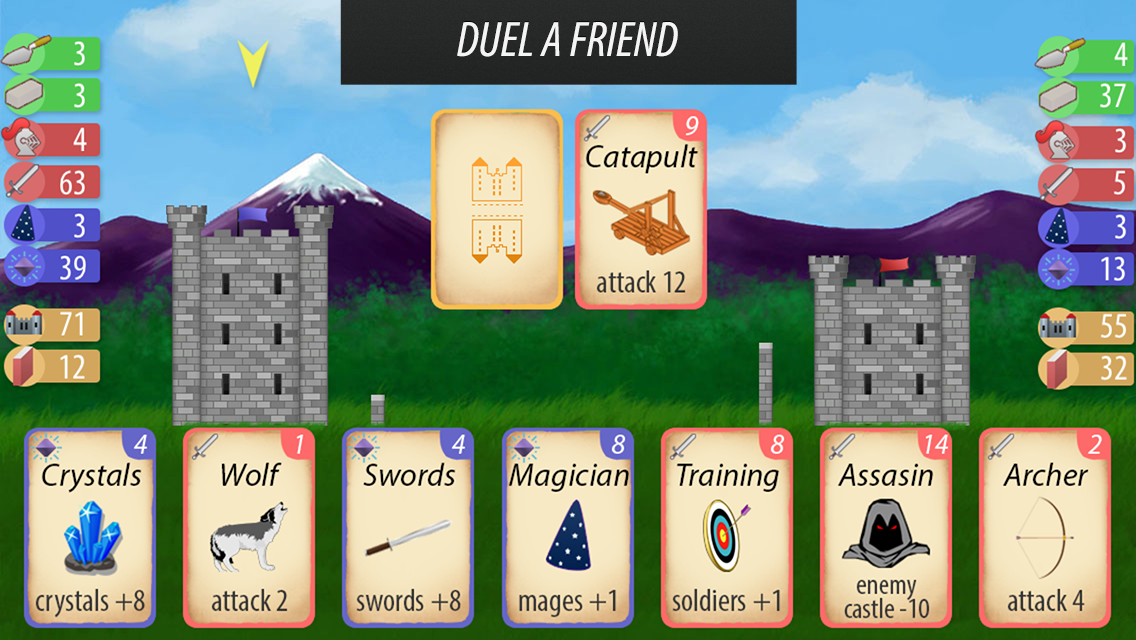 DUEL A FRIEND
3
3
4
63
3
39
71
12
4
37
3
5
3
13
55
32
9
Catapult
attack 12
4
Crystals
crystals +8
1
Wolf
attack 2
4
Swords
swords +8
8
Magician
mages +1
8
Training
soldiers +1
14
Assasin
enemy
castle -10
2
Archer
attack 4